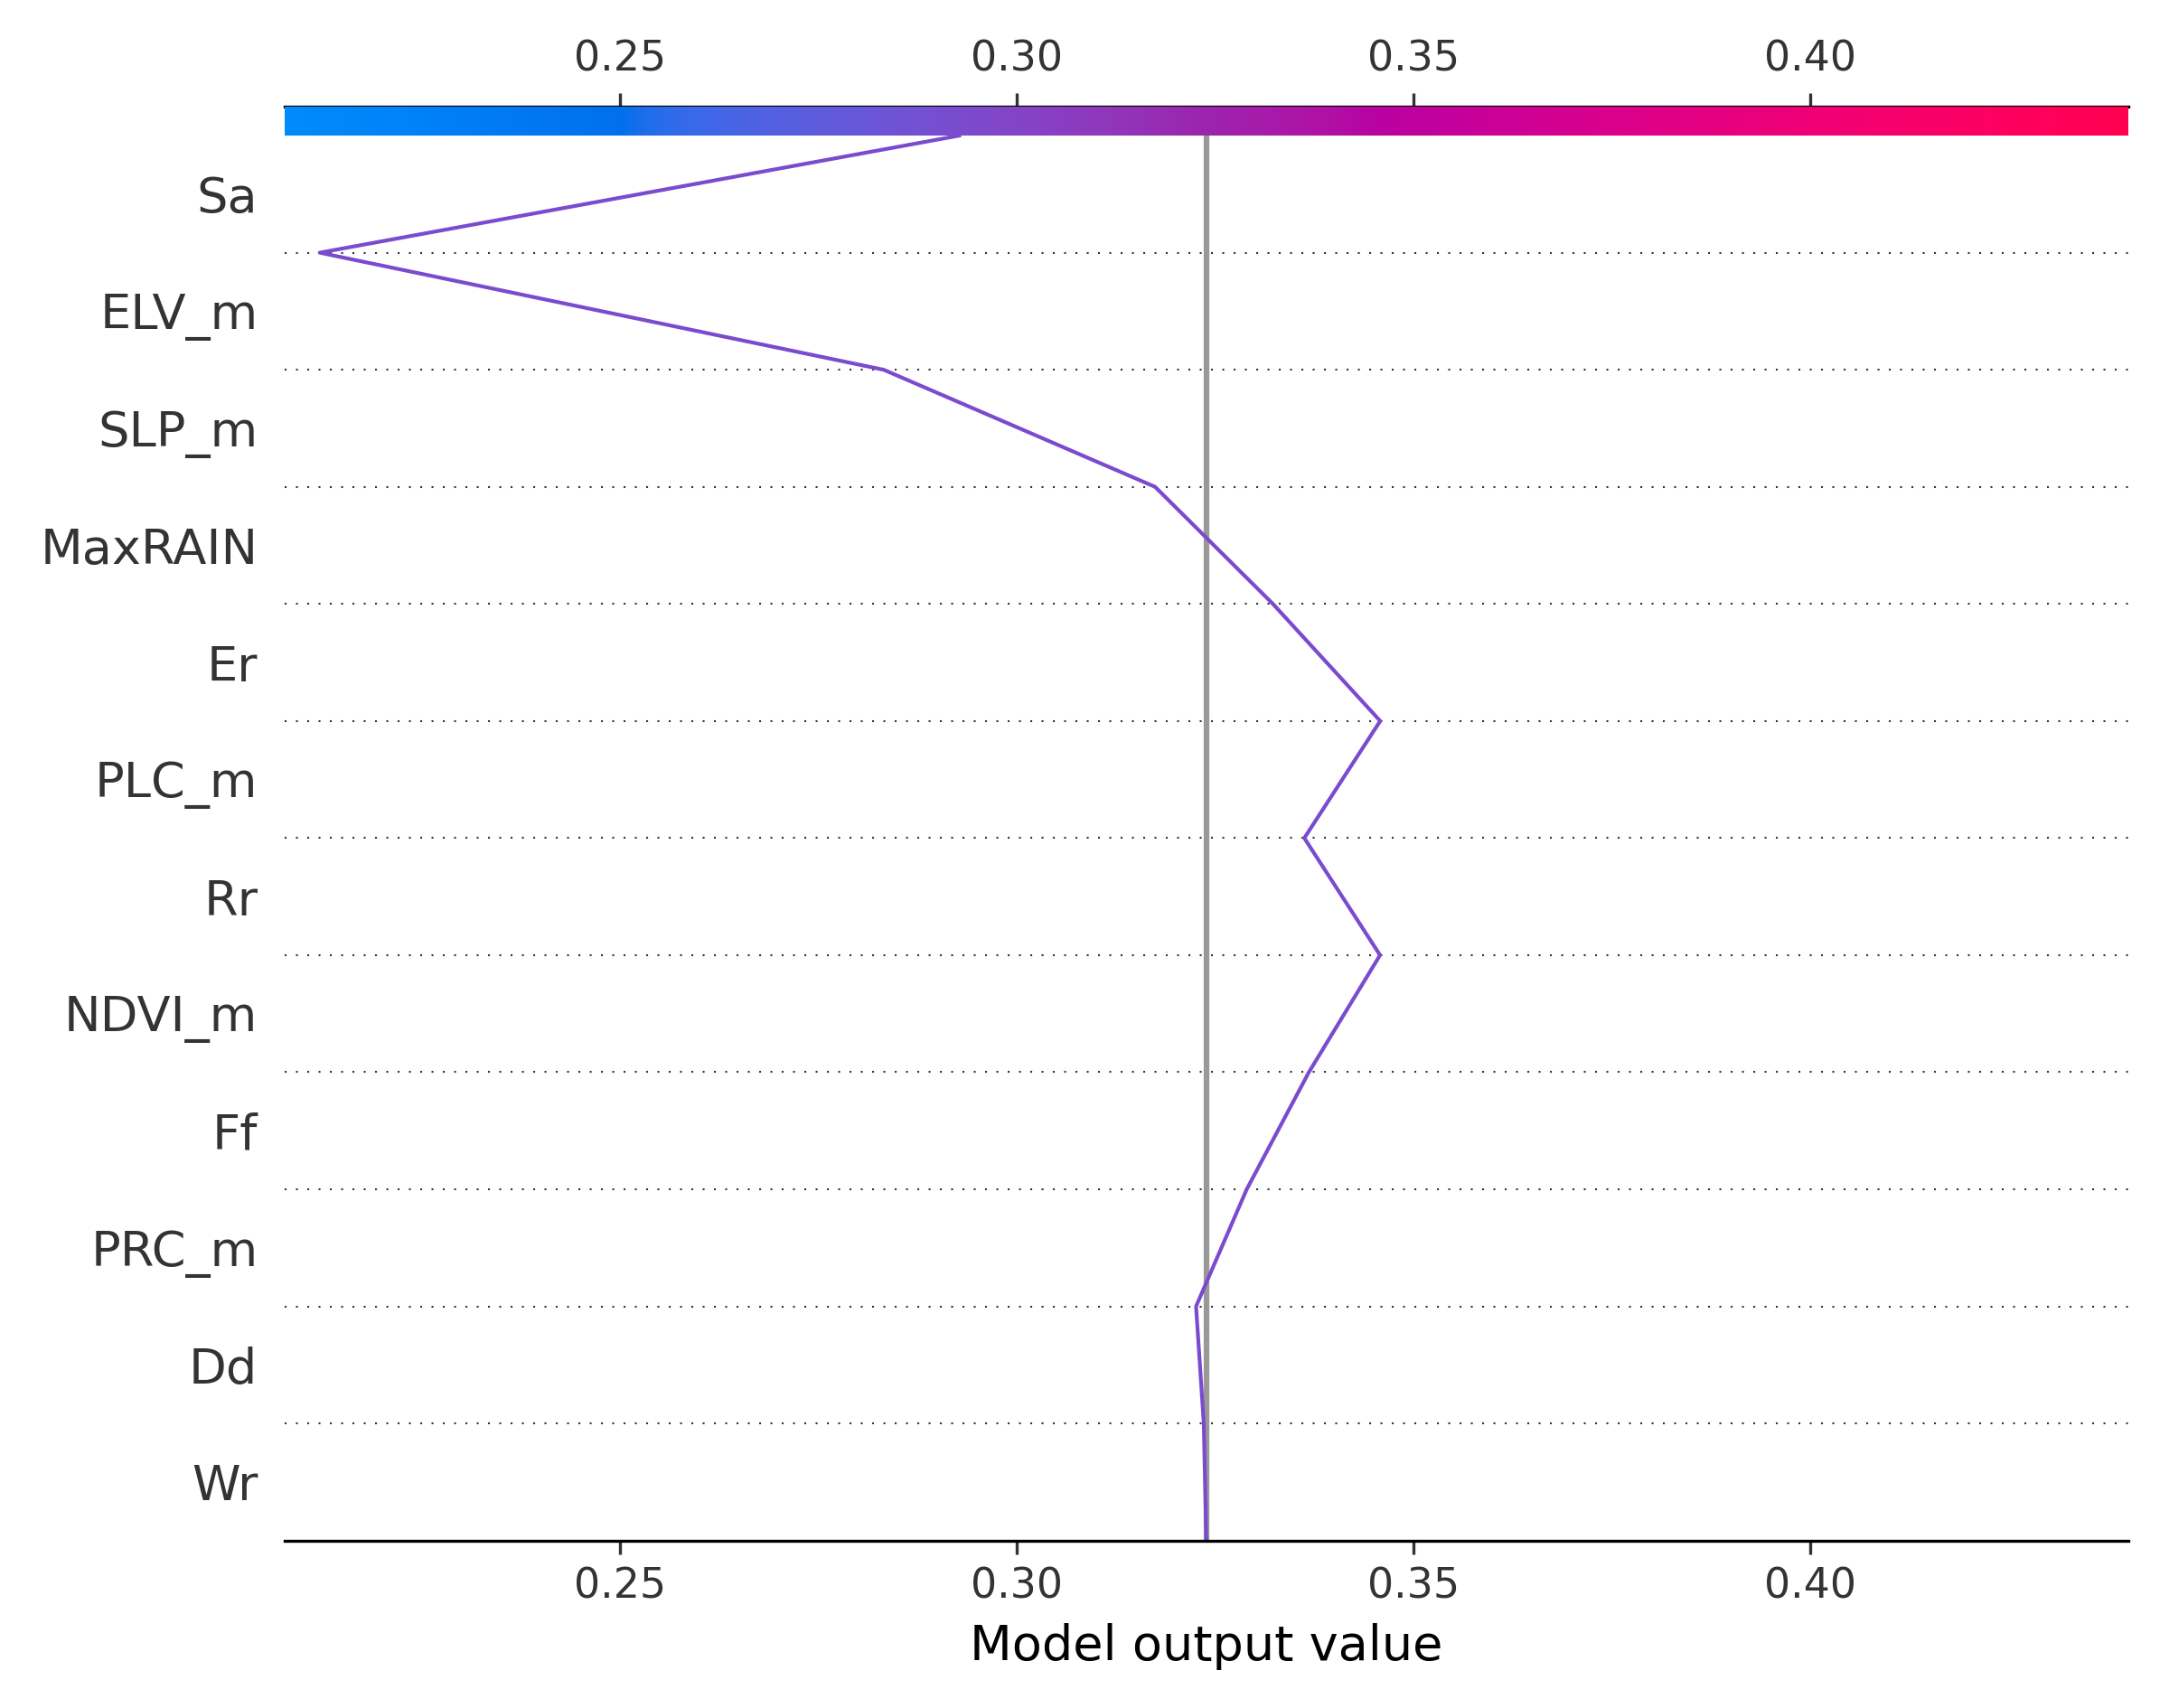 0.25 0.30 0.35 0.40
Sa
ELV_m
SLP_m
MaxRAIN
Er
PLC_m
Rr
NDVI_m
Ff
PRC_m
Dd
Wr
0.25 0.30 0.35 0.40
Model output value